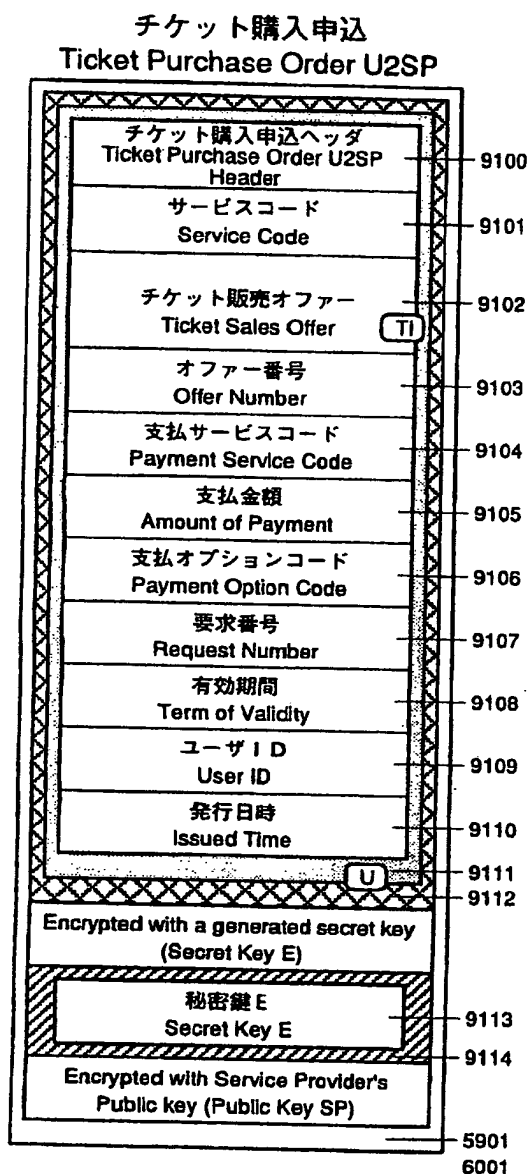 チケット購入申込
Ticket Purchase Order U2SP
チケット購入申込ヘッダ
Ticket Purchase Order U2SP
Header
9100
サービスコード
Service Code
9101
チケット販売オファー
Ticket Sales Offer
TI
9102
オファー番号
Offer Number
9103
支払サービスコード
Payment Service Code
9104
支払金額
Amount of Payment
9105
支払オプションコード
Payment Option Code
9106
要求番号
Request Number
9107
有効期間
Term of Validity
9108
ユーザID
User ID
9109
発行日時
Issued Time
9110
U
9111
9112
Encrypted with a generated secret key
(Secret Key E)
秘密鍵E
Secret Key E
9113
9114
Encrypted with Service Provider's
Public key (Public Key SP)
5901
6001